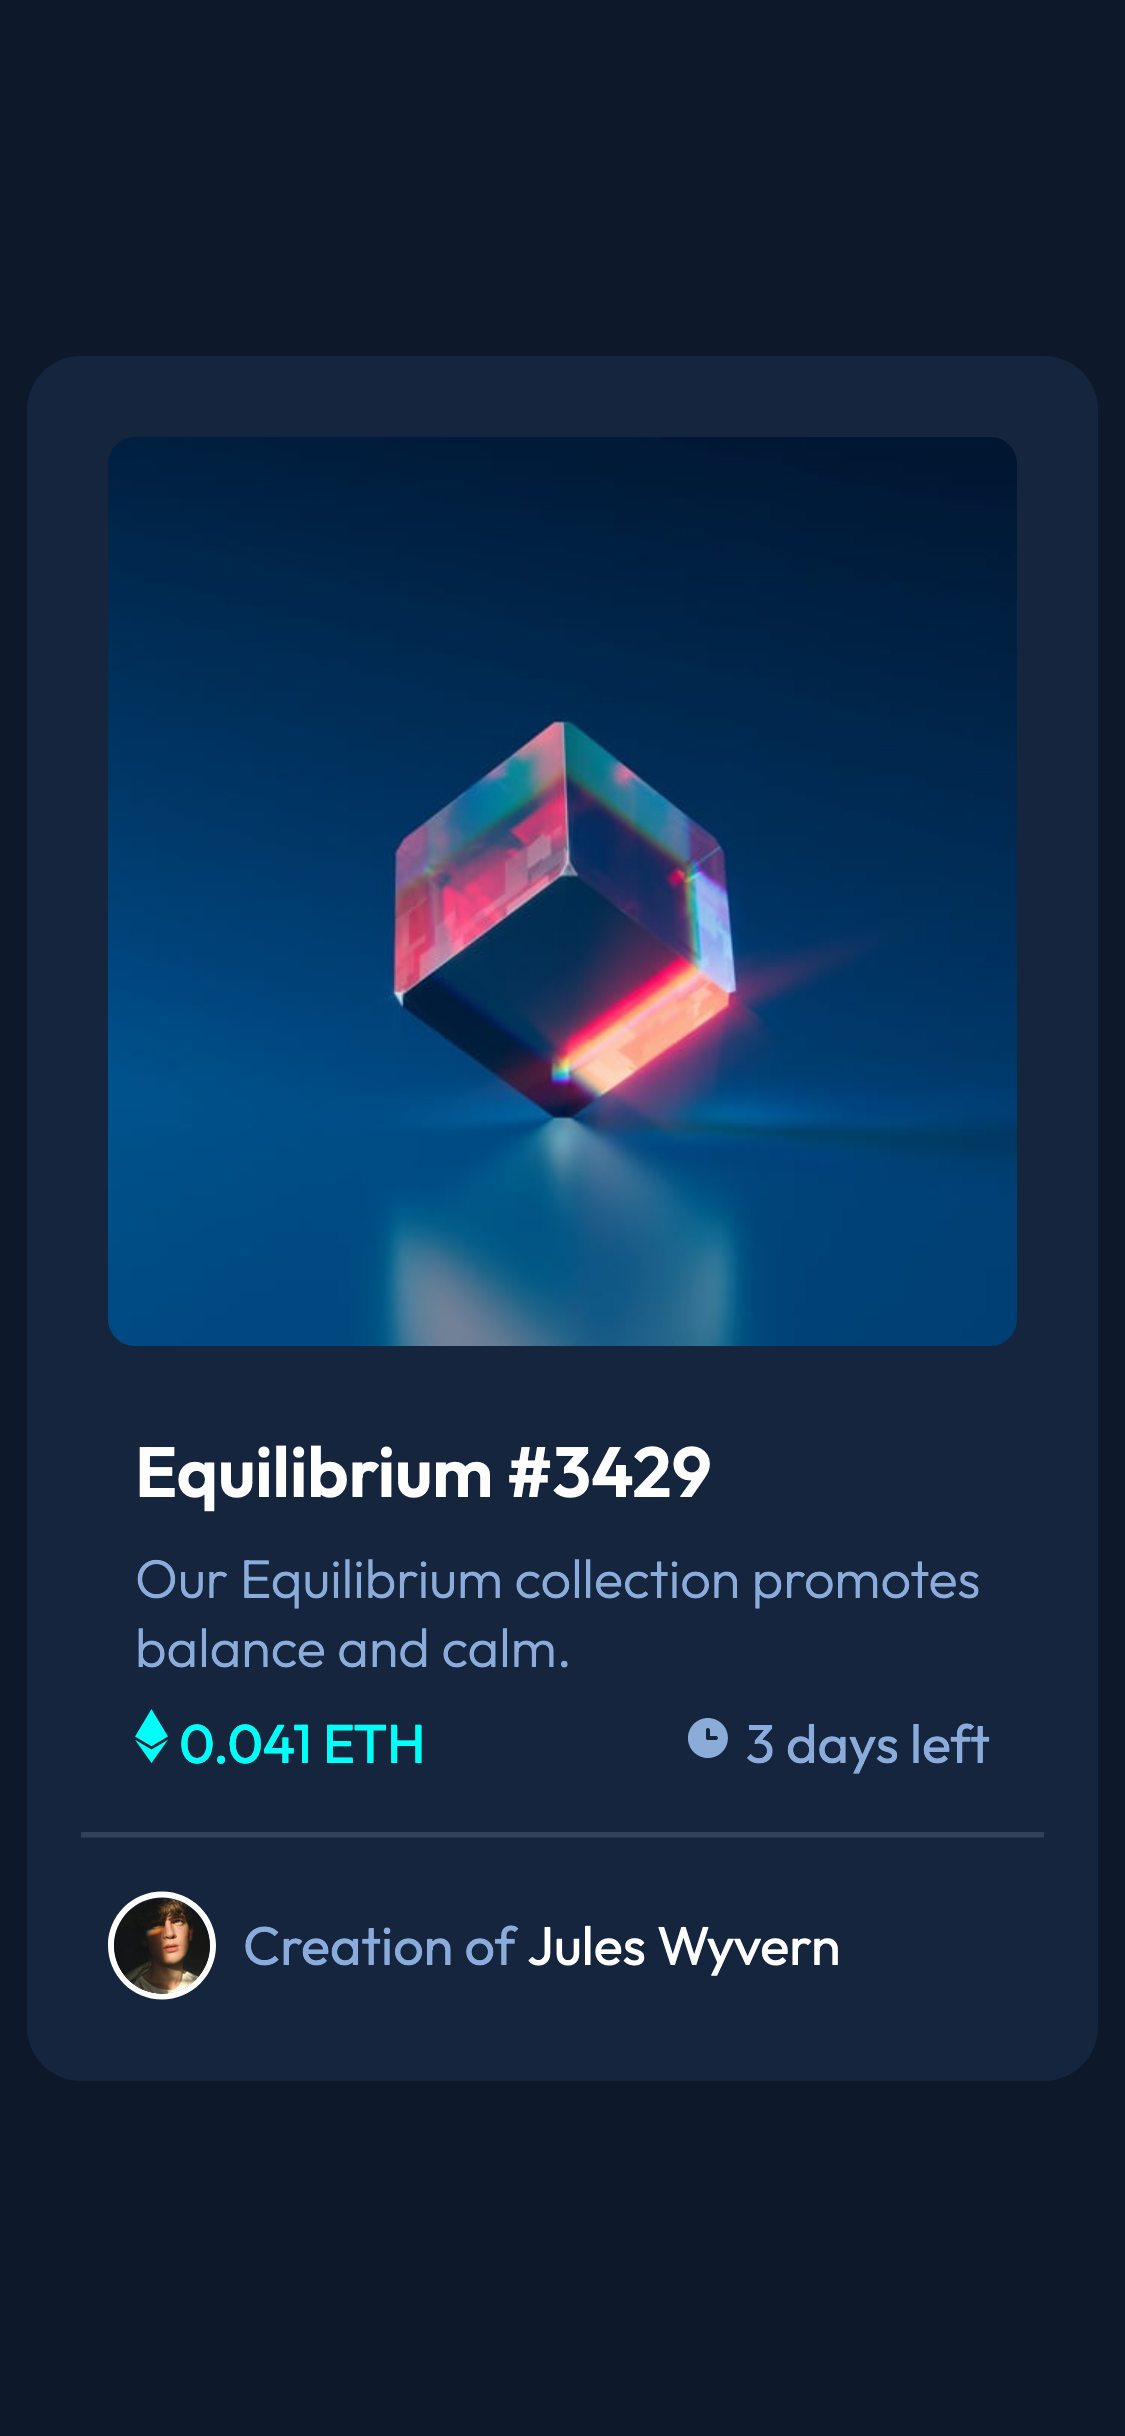 Equilibrium #3429
Our Equilibrium collection promotes
balance and calm.
0.041 ETH
3 days left
Creation of Jules Wyvern